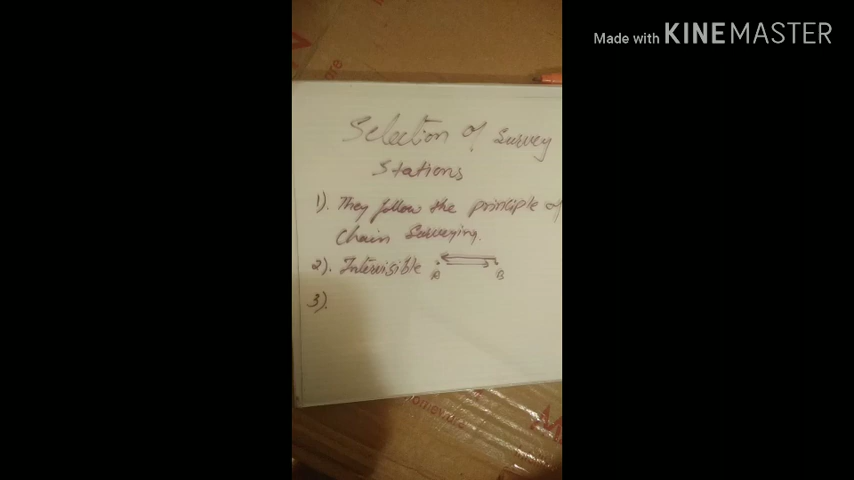 Made with KINEMASTER
Selection of Survey
Stations
1). They follow the principle of
Chain Surveying.
2). Intervisible A B
3).